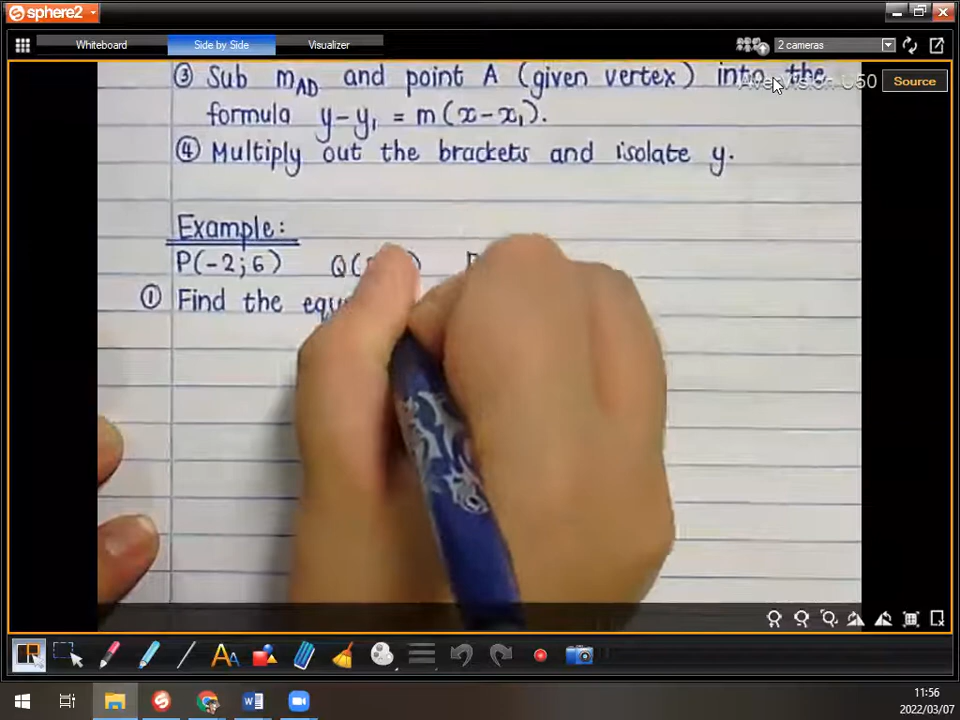 sphere2
Whiteboard
Side by Side
Visualizer
2 cameras
Source
③ Sub mAD and point A (given vertex) into the
formula y-y₁ = m(x-x₁).
④ Multiply out the brackets and isolate y.
Example:
P(-2;6) Q(
① Find the
11:56
2022/03/07